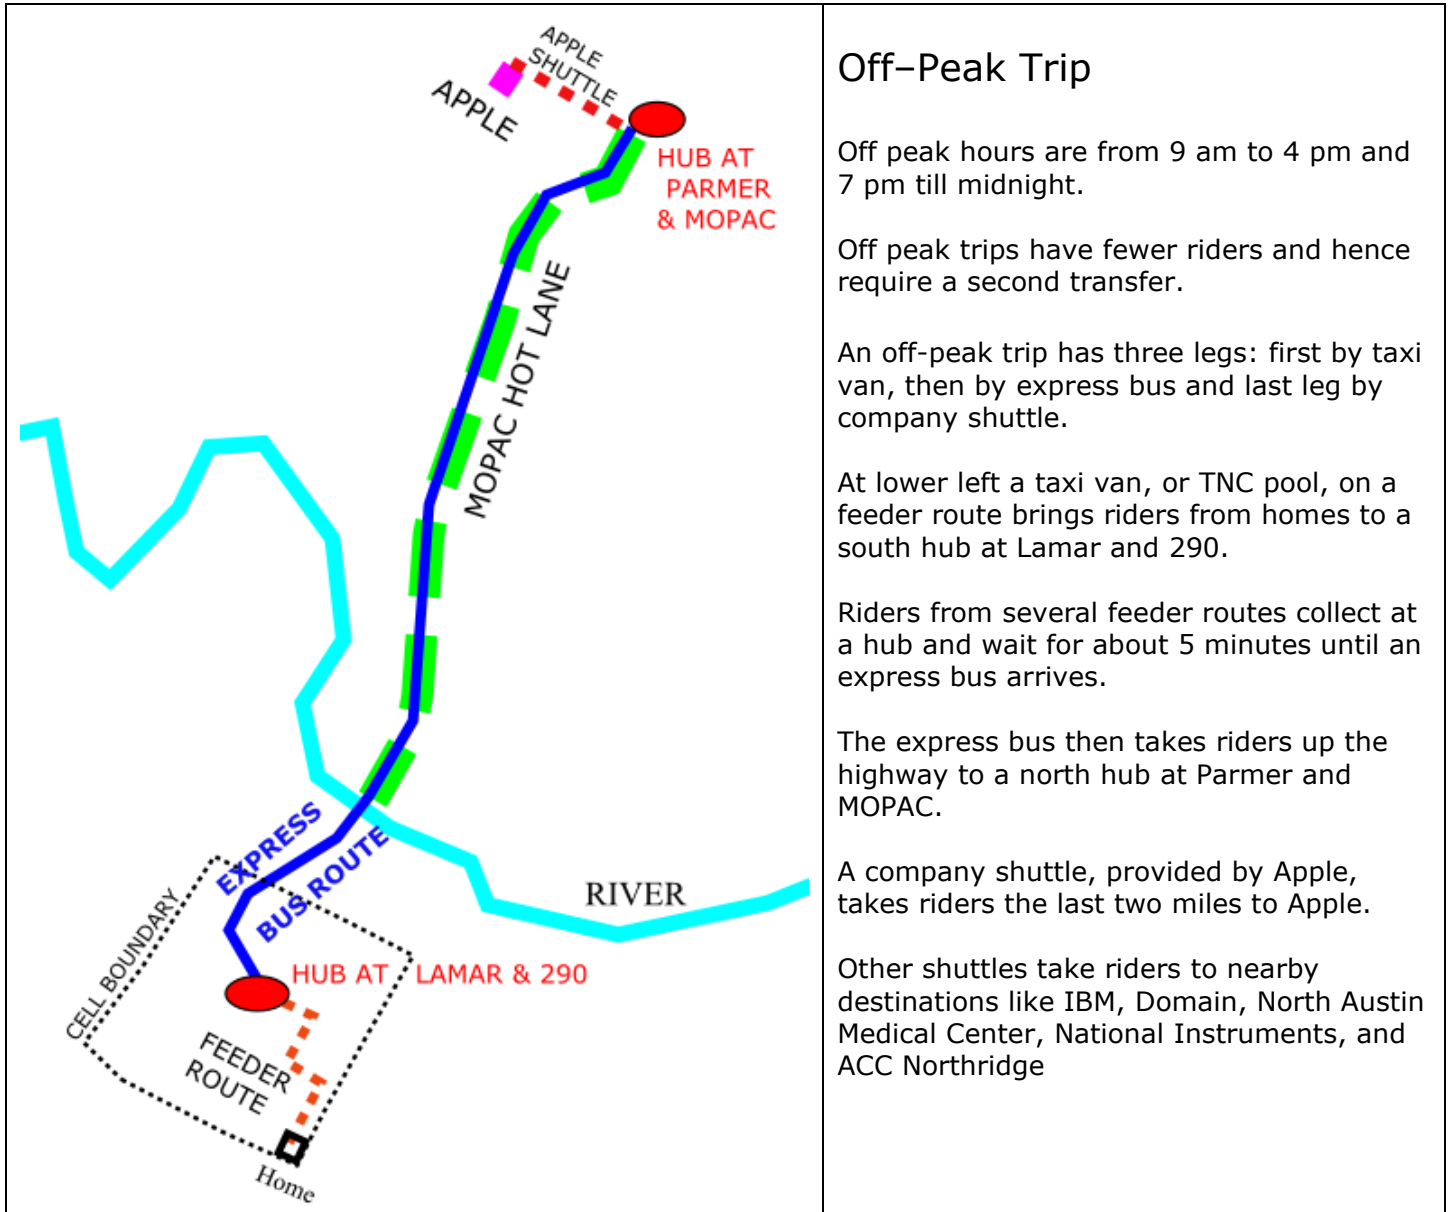 APPLE
SHUTTLE
APPLE
HUB AT
PARMER
& MOPAC
MOPAC HOT LANE
EXPRESS
BUS ROUTE
RIVER
CELL BOUNDARY
HUB AT LAMAR & 290
FEEDER
ROUTE
Home
Off–Peak Trip
Off peak hours are from 9 am to 4 pm and
7 pm till midnight.
Off peak trips have fewer riders and hence
require a second transfer.
An off-peak trip has three legs: first by taxi
van, then by express bus and last leg by
company shuttle.
At lower left a taxi van, or TNC pool, on a
feeder route brings riders from homes to a
south hub at Lamar and 290.
Riders from several feeder routes collect at
a hub and wait for about 5 minutes until an
express bus arrives.
The express bus then takes riders up the
highway to a north hub at Parmer and
MOPAC.
A company shuttle, provided by Apple,
takes riders the last two miles to Apple.
Other shuttles take riders to nearby
destinations like IBM, Domain, North Austin
Medical Center, National Instruments, and
ACC Northridge